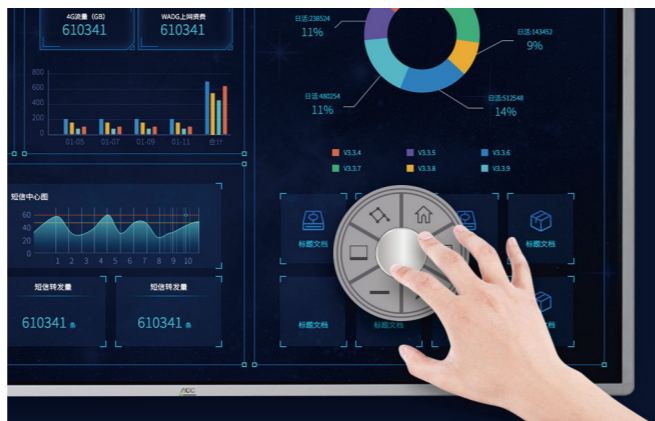 4G流量（GB）
610341
WADG上网资费
610341
800
600
400
200
0
01-05
01-07
01-09
01-11
合计
日活:238524
11%
日活:143452
9%
日活:480254
11%
日活:512548
14%
V3.3.4
V3.3.5
V3.3.6
V3.3.7
V3.3.8
V3.3.9
短信中心图
60
40
20
0
1 2 3 4 5 6 7 8 9 10
短信转发量
610341 条
短信转发量
610341 条
标题文档
标题文档
标题文档
标题文档
AOC